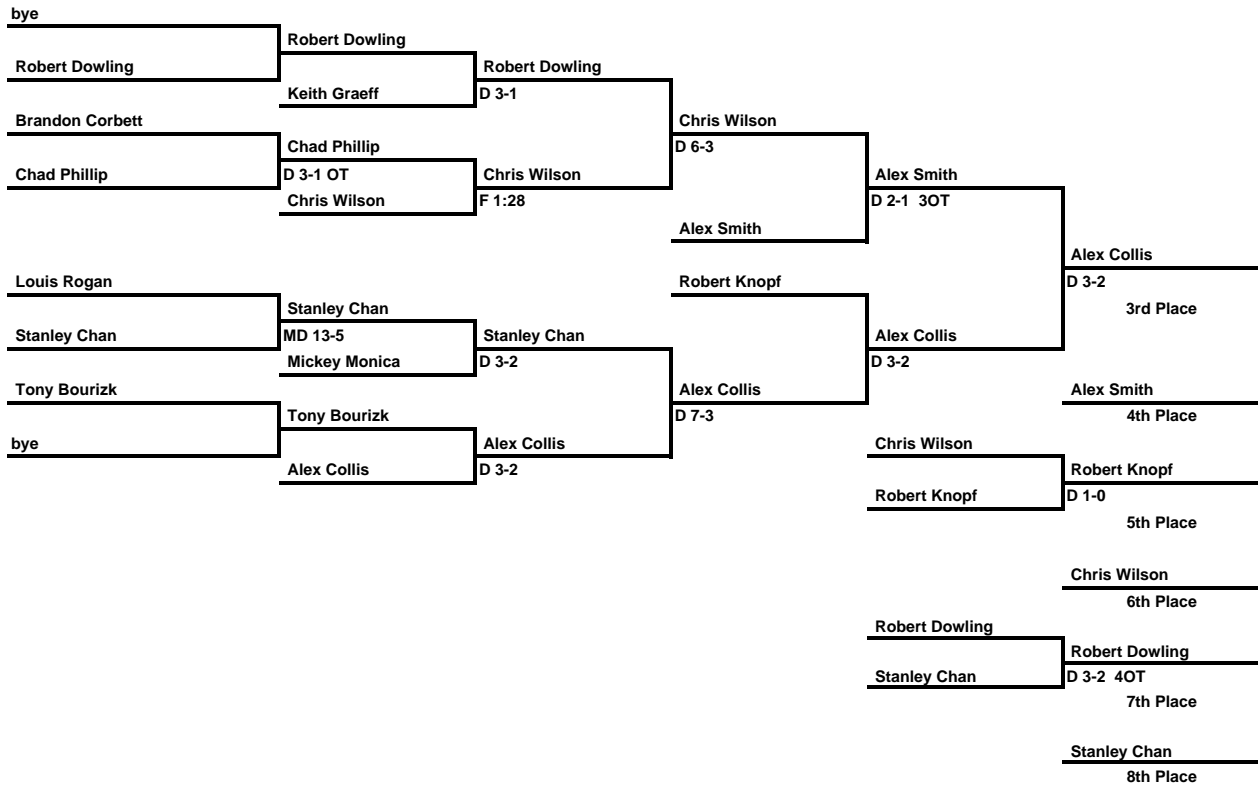 bye
Robert Dowling
Robert Dowling
Robert Dowling
Keith Graeff
D 3-1
Brandon Corbett
Chris Wilson
D 6-3
Chad Phillip
Chad Phillip
D 3-1 OT
Chris Wilson
Alex Smith
Chris Wilson
F 1:28
D 2-1 3OT
Alex Smith
Alex Collis
Louis Rogan
Robert Knopf
D 3-2
Stanley Chan
3rd Place
Stanley Chan
MD 13-5
Stanley Chan
Alex Collis
Mickey Monica
D 3-2
D 3-2
Tony Bourizk
Alex Collis
Alex Smith
Tony Bourizk
D 7-3
4th Place
bye
Alex Collis
Chris Wilson
Alex Collis
D 3-2
Robert Knopf
Robert Knopf
D 1-0
5th Place
Chris Wilson
6th Place
Robert Dowling
Robert Dowling
Stanley Chan
D 3-2 4OT
7th Place
Stanley Chan
8th Place